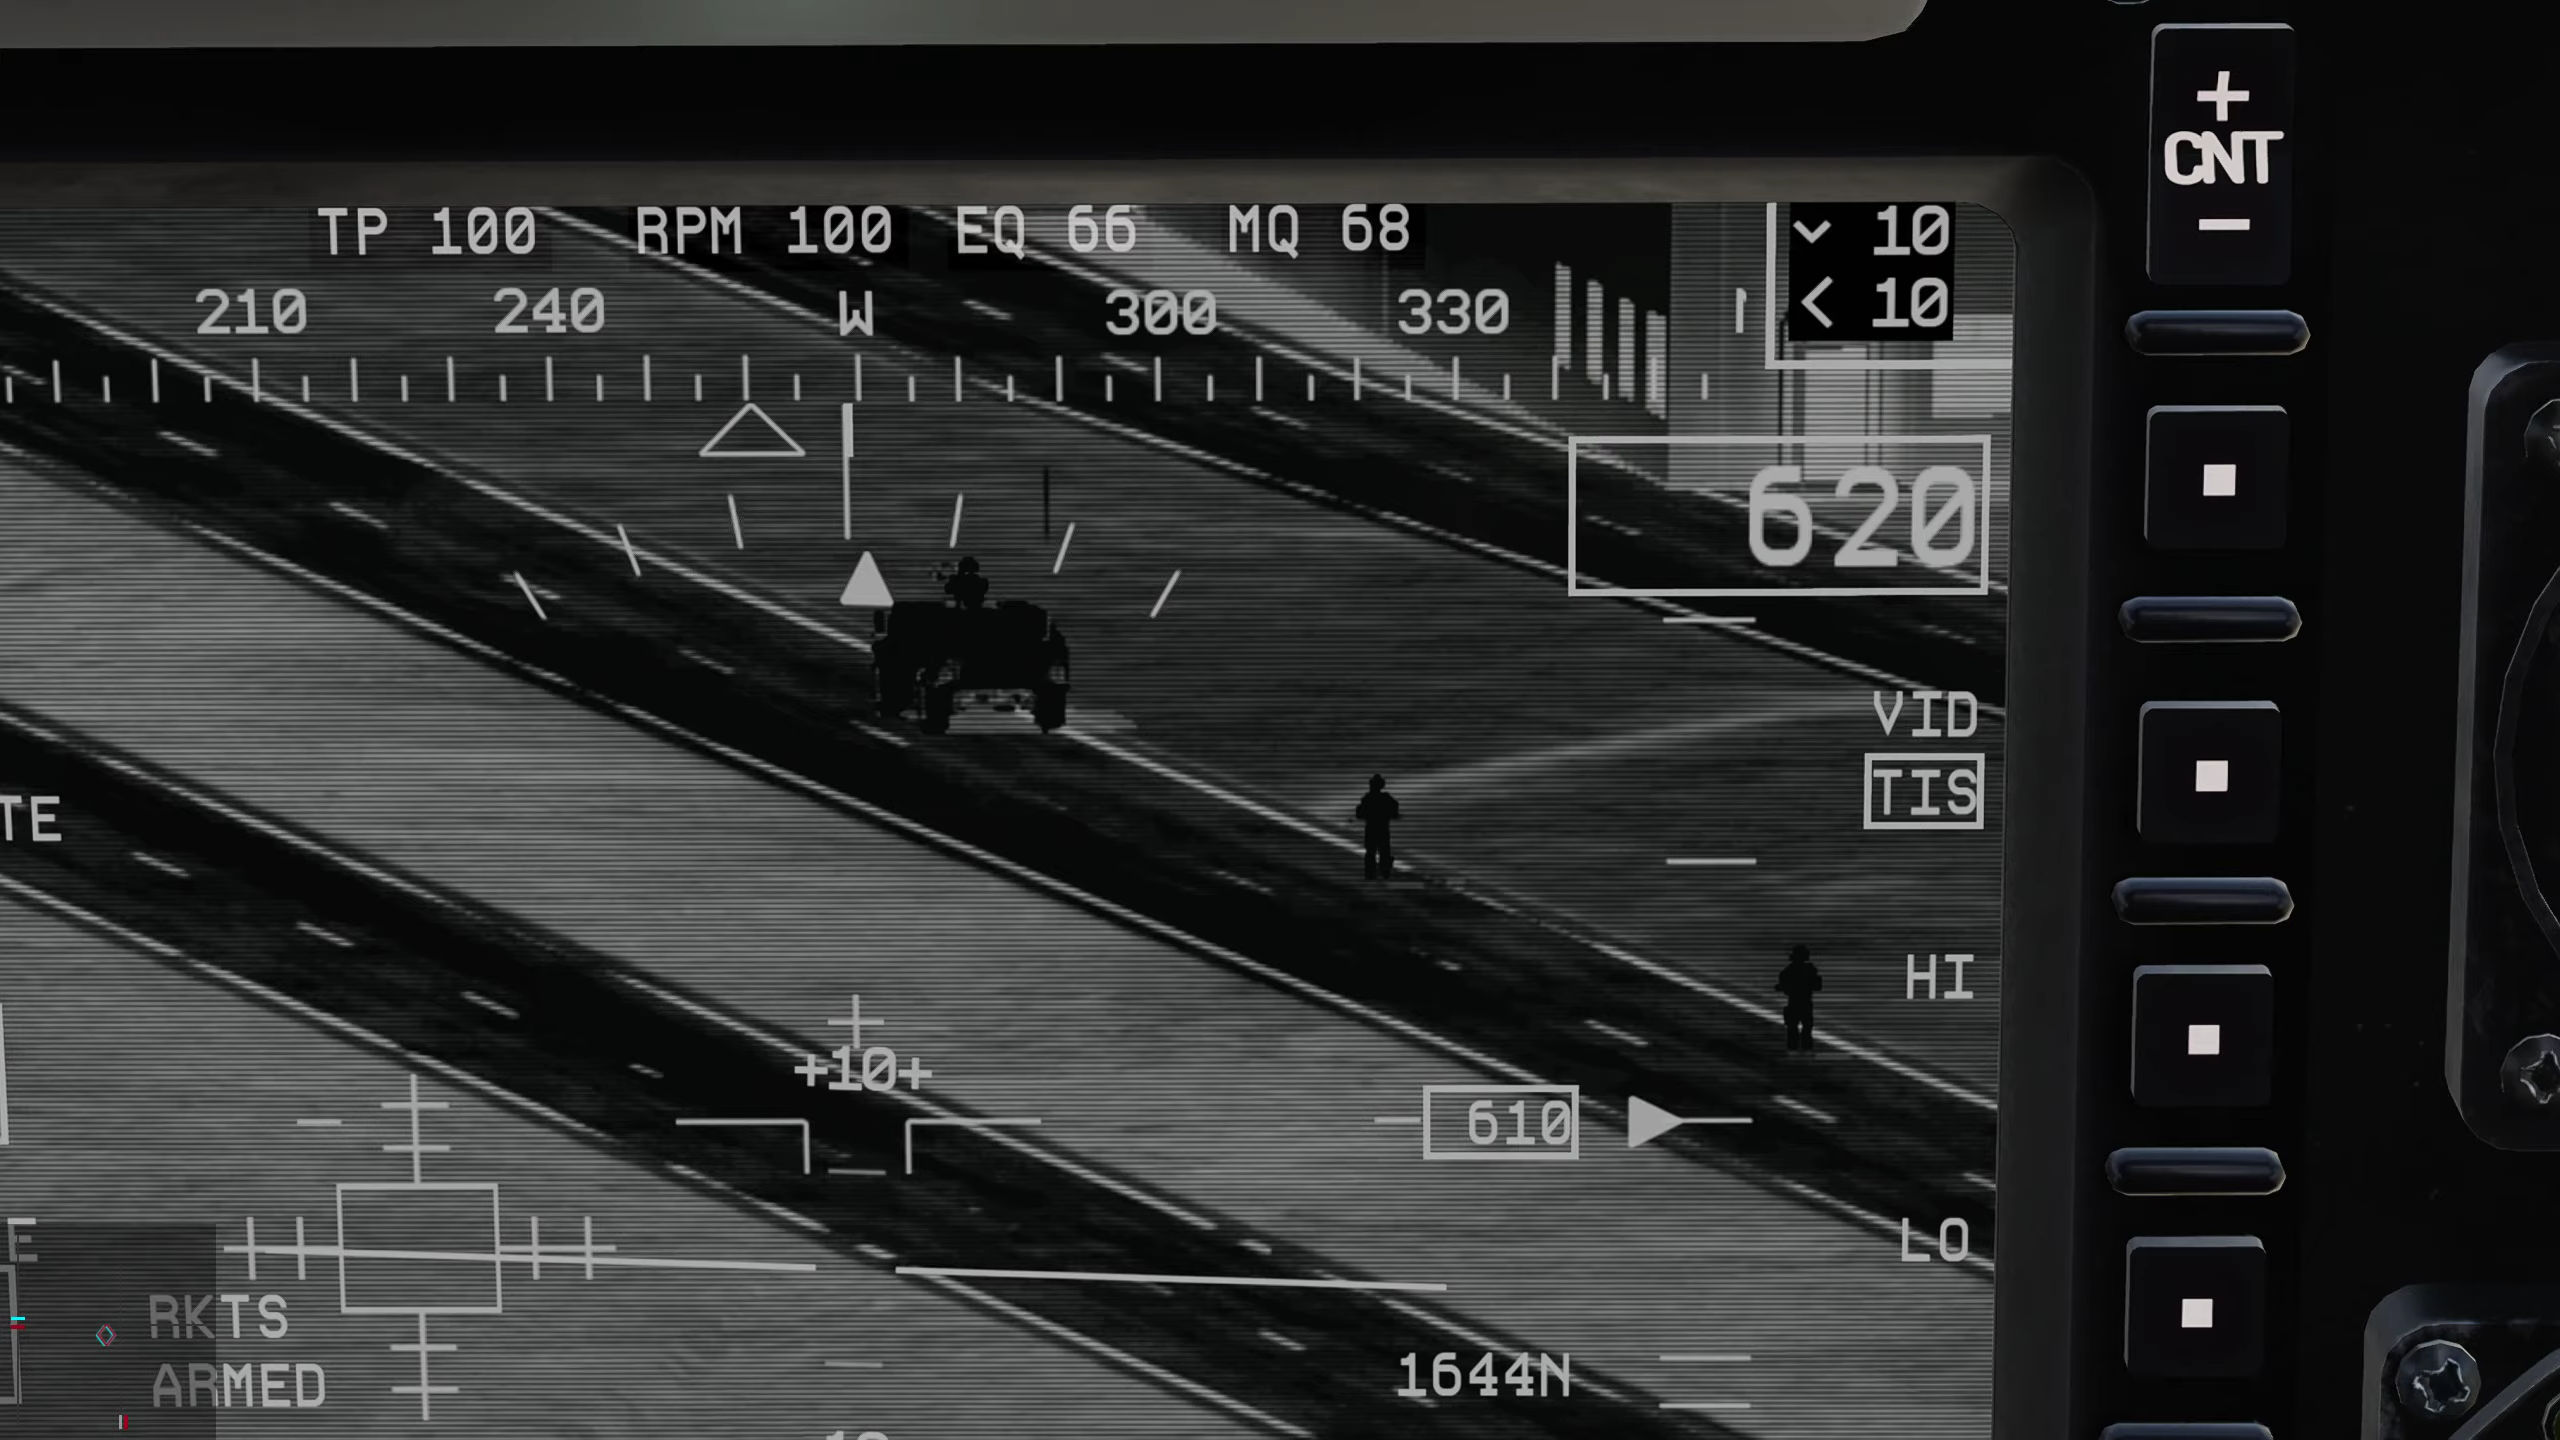 +
CNT
−
TP 100 RPM 100 EQ 66 MQ 68
10
< 10
210 240 W 300 330
620
VID
TIS
TE
HI
+10+
610
LO
E
RKTS
ARMED
1644N